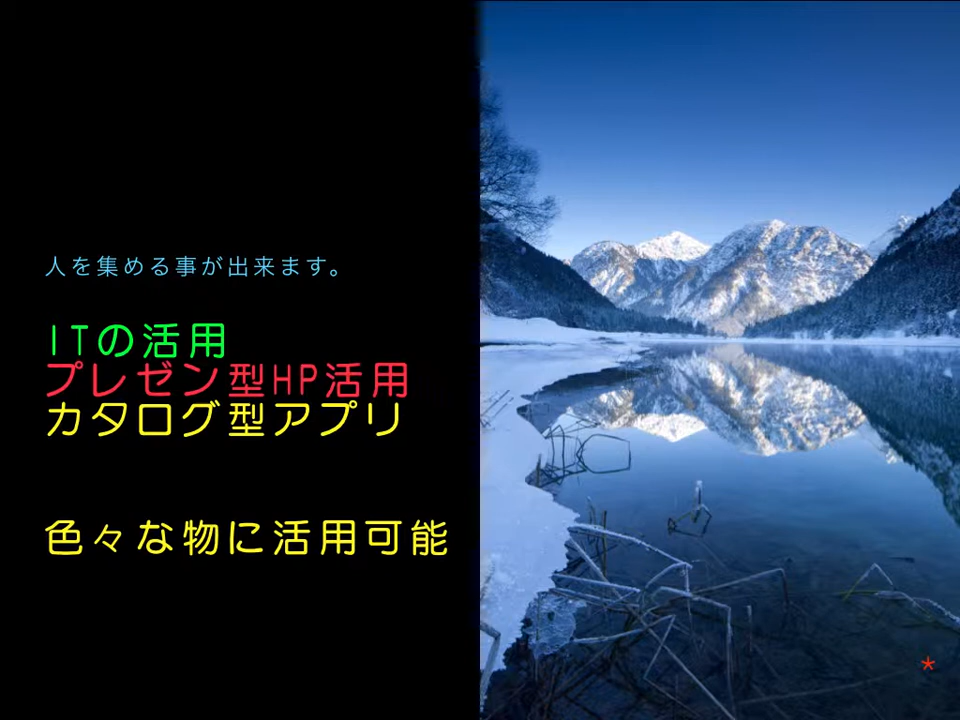 人を集める事が出来ます。
ITの活用
プレゼン型HP活用
カタログ型アプリ
色々な物に活用可能
*